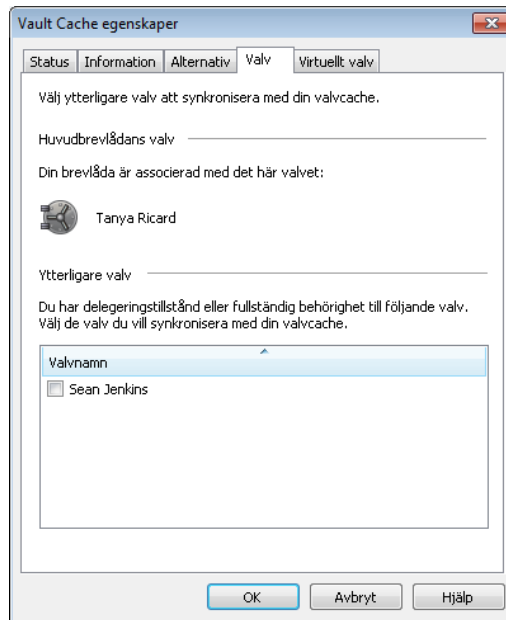 Vault Cache egenskaper
Status
Information
Alternativ
Valv
Virtuellt valv
Välj ytterligare valv att synkronisera med din valvcache.
Huvudbrevlådans valv
Din brevlåda är associerad med det här valvet:
Tanya Ricard
Ytterligare valv
Du har delegeringstillstånd eller fullständig behörighet till följande valv.
Välj de valv du vill synkronisera med din valvcache.
Valvnamn
Sean Jenkins
OK
Avbryt
Hjälp